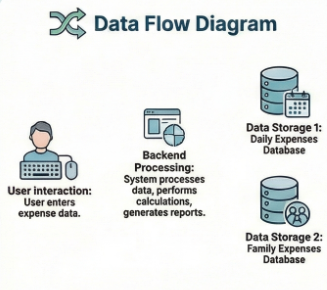 Data Flow Diagram
User interaction:
User enters
expense data.
Backend
Processing:
System processes
data, performs
calculations,
generates reports.
Data Storage 1:
Daily Expenses
Database
Data Storage 2:
Family Expenses
Database